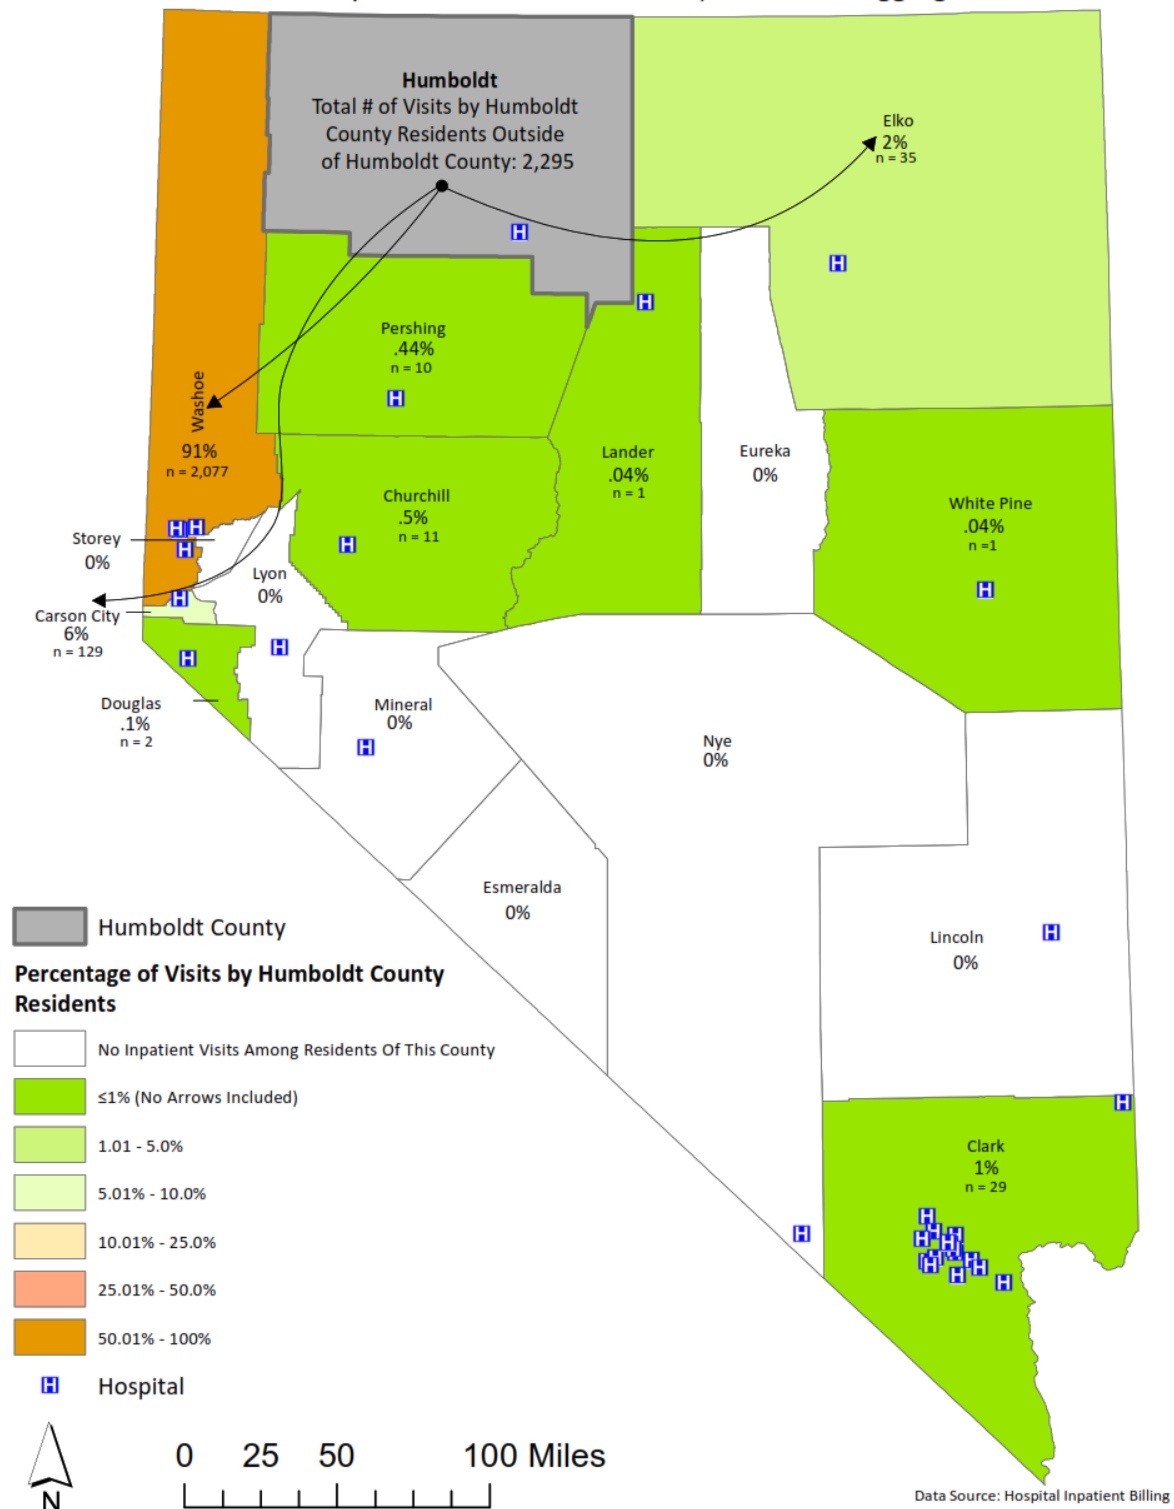 Humboldt
Total # of Visits by Humboldt
County Residents Outside
of Humboldt County: 2,295
Elko
2%
n = 35
Pershing
.44%
n = 10
Washoe
91%
n = 2,077
Lander
.04%
n = 1
Eureka
0%
Churchill
.5%
n = 11
White Pine
.04%
n =1
Storey
0%
Lyon
0%
Carson City
6%
n = 129
Douglas
.1%
n = 2
Mineral
0%
Nye
0%
Esmeralda
0%
Lincoln
0%
Clark
1%
n = 29
Humboldt County
Percentage of Visits by Humboldt County
Residents
No Inpatient Visits Among Residents Of This County
≤1% (No Arrows Included)
1.01 - 5.0%
5.01% - 10.0%
10.01% - 25.0%
25.01% - 50.0%
50.01% - 100%
H Hospital
N
0 25 50 100 Miles
Data Source: Hospital Inpatient Billing